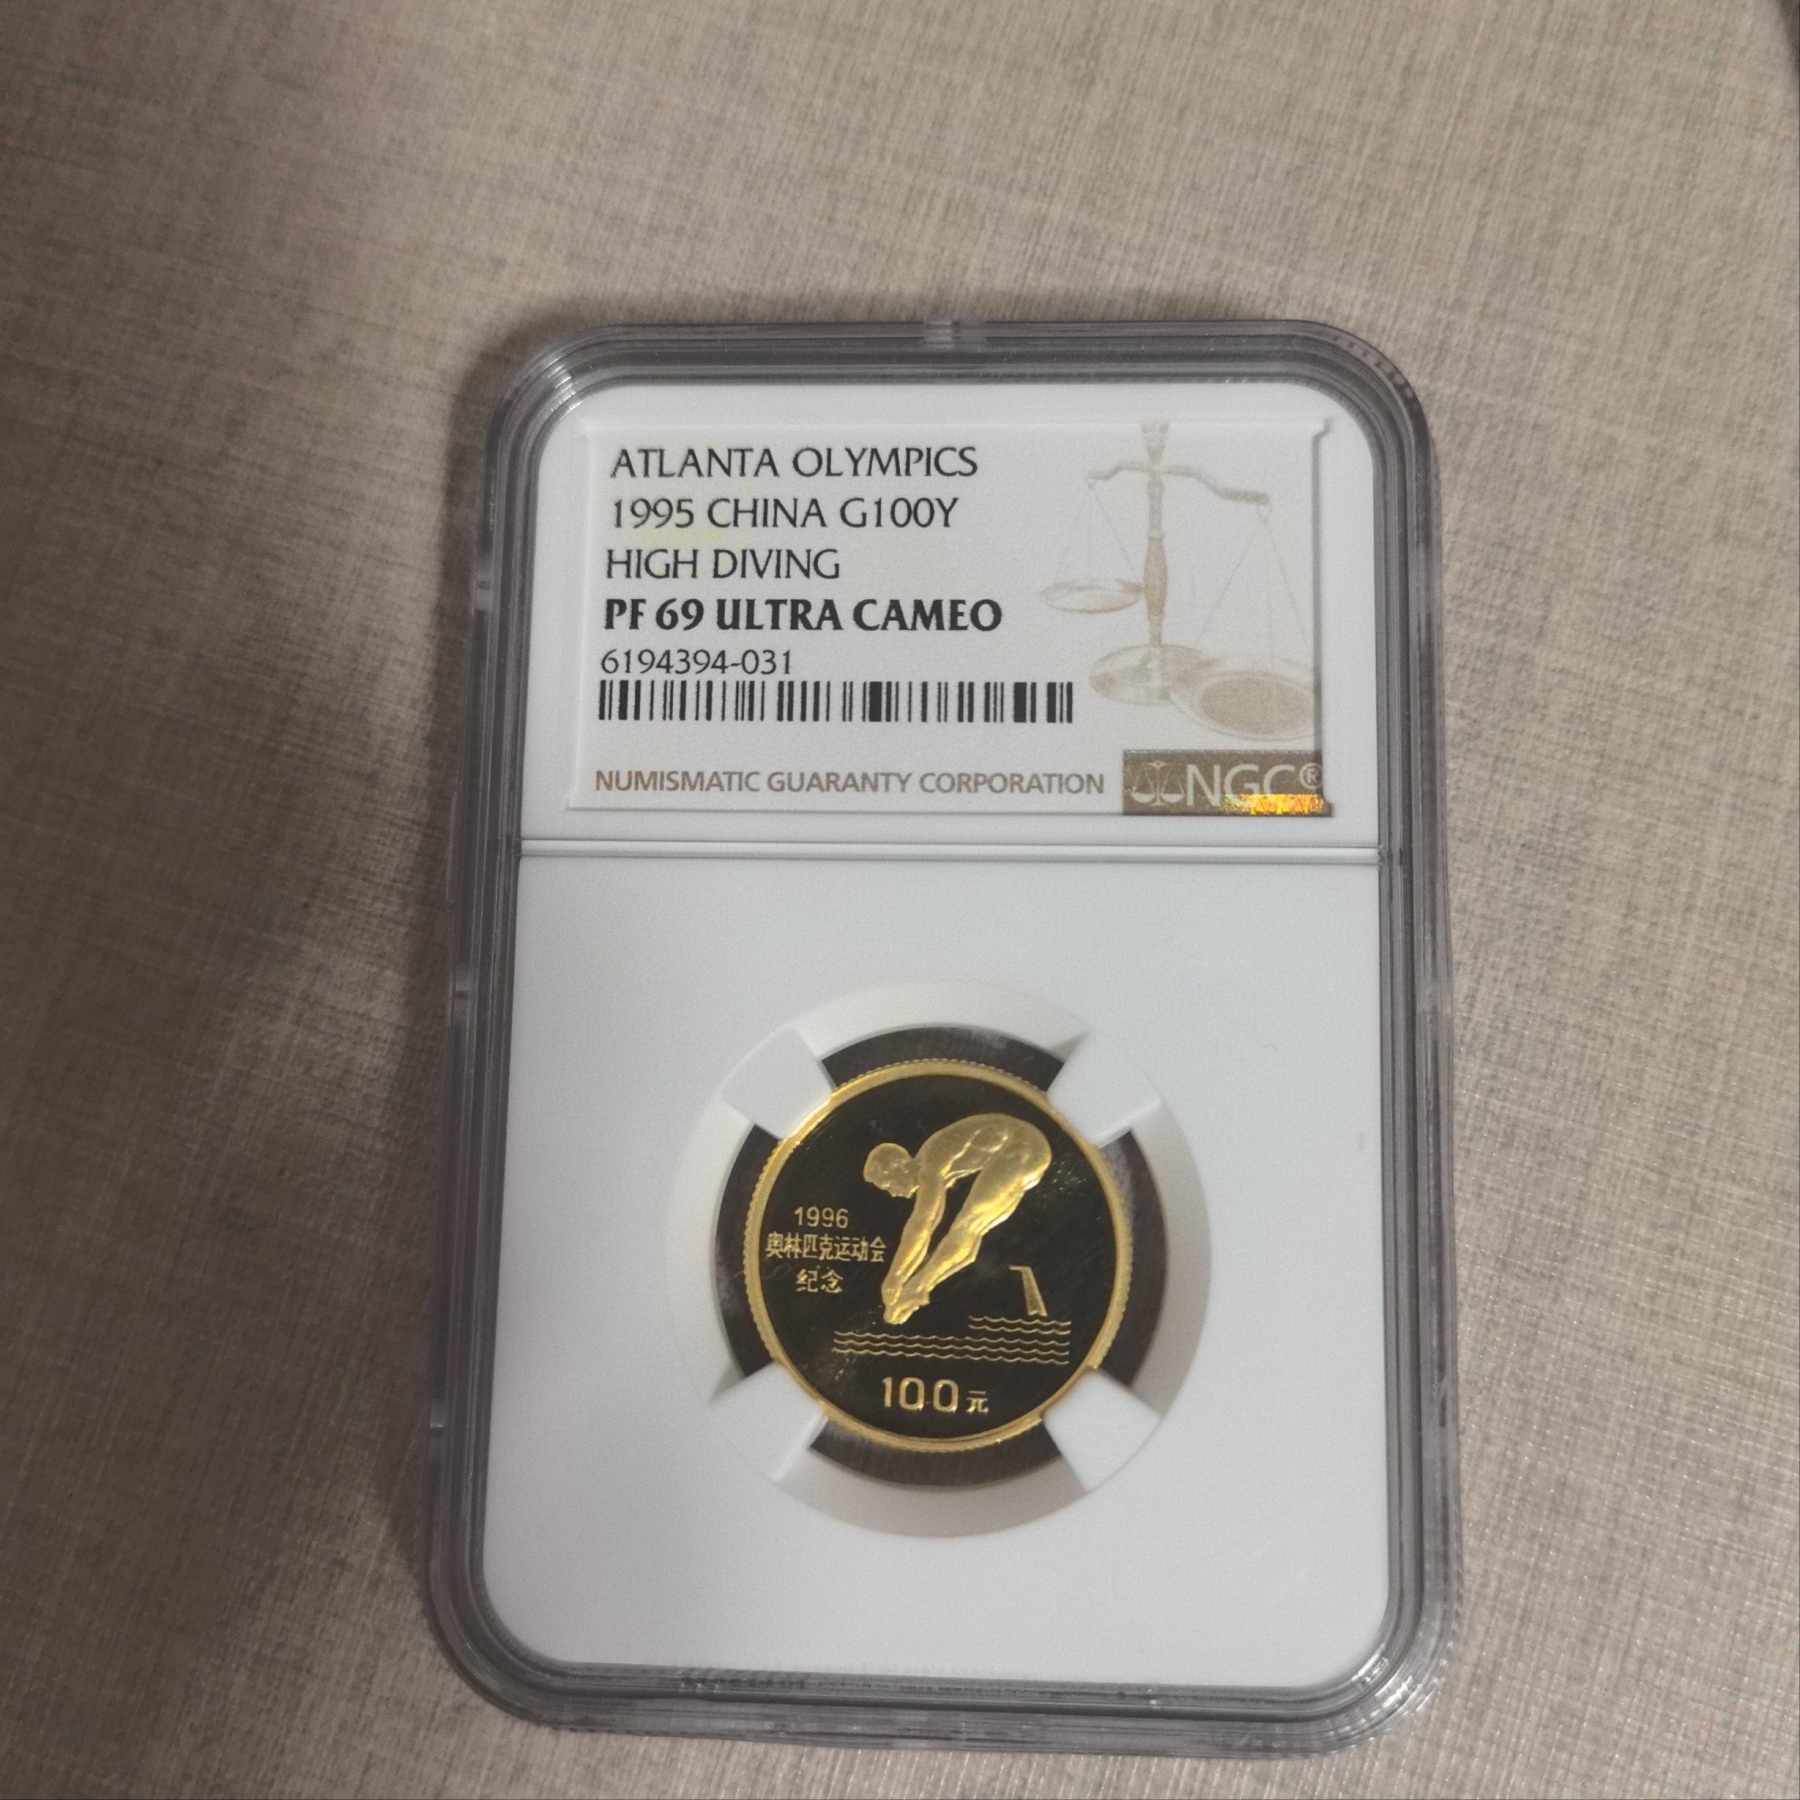 ATLANTA OLYMPICS
1995 CHINA G100Y
HIGH DIVING
PF 69 ULTRA CAMEO
6194394-031
NUMISMATIC GUARANTY CORPORATION
NGC®
1996
奥林匹克运动会
纪念
100元